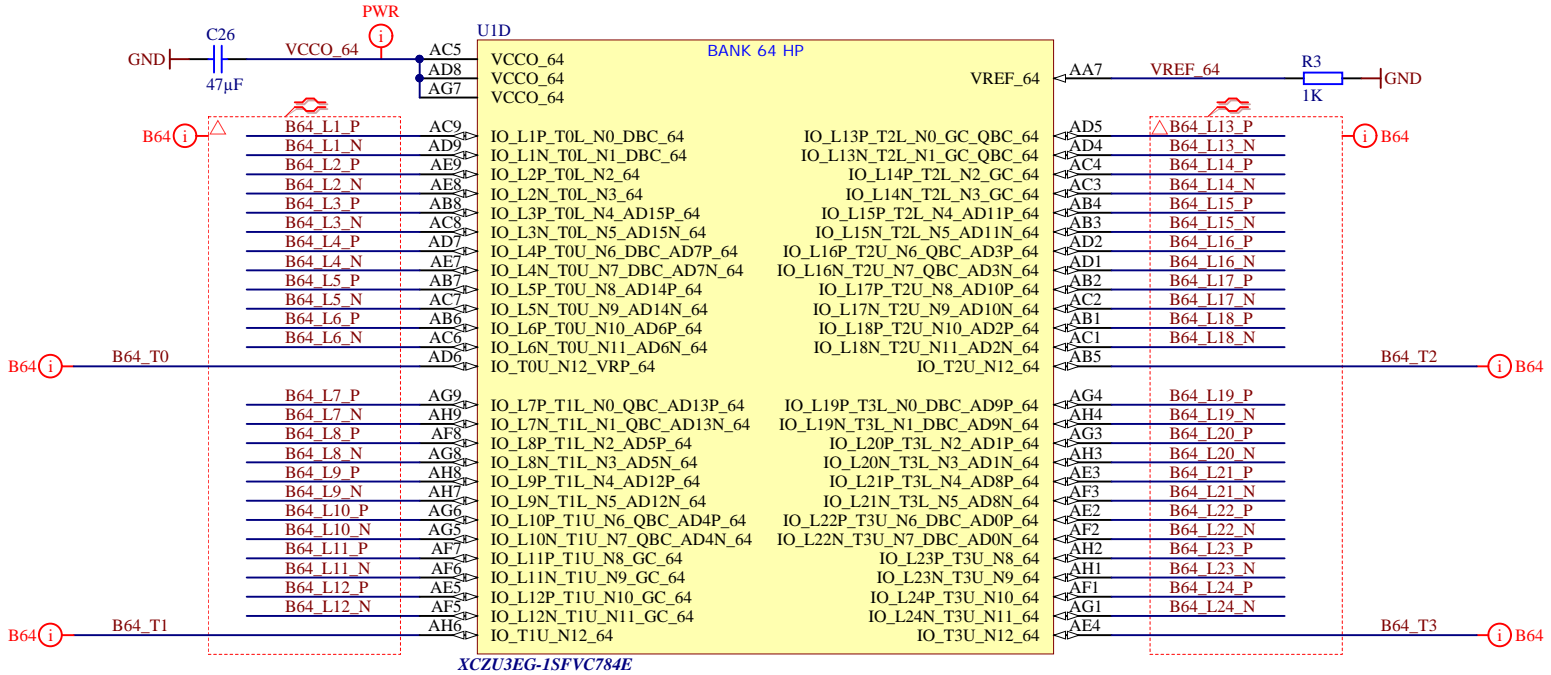 PWR
C26
GND
VCCO_64
47µF
U1D
BANK 64 HP
AC5 VCCO_64
AD8 VCCO_64
AG7 VCCO_64
VREF_64 AA7 VREF_64
R3
1K
GND
B64 i
B64_L1_P AC9 IO_L1P_T0L_N0_DBC_64
B64_L1_N AD9 IO_L1N_T0L_N1_DBC_64
B64_L2_P AE9 IO_L2P_T0L_N2_64
B64_L2_N AE8 IO_L2N_T0L_N3_64
B64_L3_P AB8 IO_L3P_T0L_N4_AD15P_64
B64_L3_N AC8 IO_L3N_T0L_N5_AD15N_64
B64_L4_P AD7 IO_L4P_T0U_N6_DBC_AD7P_64
B64_L4_N AE7 IO_L4N_T0U_N7_DBC_AD7N_64
B64_L5_P AB7 IO_L5P_T0U_N8_AD14P_64
B64_L5_N AC7 IO_L5N_T0U_N9_AD14N_64
B64_L6_P AB6 IO_L6P_T0U_N10_AD6P_64
B64_L6_N AC6 IO_L6N_T0U_N11_AD6N_64
B64 i B64_T0 AD6 IO_T0U_N12_VRP_64
B64_L7_P AG9 IO_L7P_T1L_N0_QBC_AD13P_64
B64_L7_N AH9 IO_L7N_T1L_N1_QBC_AD13N_64
B64_L8_P AF8 IO_L8P_T1L_N2_AD5P_64
B64_L8_N AG8 IO_L8N_T1L_N3_AD5N_64
B64_L9_P AH8 IO_L9P_T1L_N4_AD12P_64
B64_L9_N AH7 IO_L9N_T1L_N5_AD12N_64
B64_L10_P AG6 IO_L10P_T1U_N6_QBC_AD4P_64
B64_L10_N AG5 IO_L10N_T1U_N7_QBC_AD4N_64
B64_L11_P AF7 IO_L11P_T1U_N8_GC_64
B64_L11_N AF6 IO_L11N_T1U_N9_GC_64
B64_L12_P AE5 IO_L12P_T1U_N10_GC_64
B64_L12_N AF5 IO_L12N_T1U_N11_GC_64
B64 i B64_T1 AH6 IO_T1U_N12_64
IO_L13P_T2L_N0_GC_QBC_64 AD5 B64_L13_P
i B64
IO_L13N_T2L_N1_GC_QBC_64 AD4 B64_L13_N
IO_L14P_T2L_N2_GC_64 AC4 B64_L14_P
IO_L14N_T2L_N3_GC_64 AC3 B64_L14_N
IO_L15P_T2L_N4_AD11P_64 AB4 B64_L15_P
IO_L15N_T2L_N5_AD11N_64 AB3 B64_L15_N
IO_L16P_T2U_N6_QBC_AD3P_64 AD2 B64_L16_P
IO_L16N_T2U_N7_QBC_AD3N_64 AD1 B64_L16_N
IO_L17P_T2U_N8_AD10P_64 AB2 B64_L17_P
IO_L17N_T2U_N9_AD10N_64 AC2 B64_L17_N
IO_L18P_T2U_N10_AD2P_64 AB1 B64_L18_P
IO_L18N_T2U_N11_AD2N_64 AC1 B64_L18_N
IO_T2U_N12_64 AB5 B64_T2 i B64
IO_L19P_T3L_N0_DBC_AD9P_64 AG4 B64_L19_P
IO_L19N_T3L_N1_DBC_AD9N_64 AH4 B64_L19_N
IO_L20P_T3L_N2_AD1P_64 AG3 B64_L20_P
IO_L20N_T3L_N3_AD1N_64 AH3 B64_L20_N
IO_L21P_T3L_N4_AD8P_64 AE3 B64_L21_P
IO_L21N_T3L_N5_AD8N_64 AF3 B64_L21_N
IO_L22P_T3U_N6_DBC_AD0P_64 AE2 B64_L22_P
IO_L22N_T3U_N7_DBC_AD0N_64 AF2 B64_L22_N
IO_L23P_T3U_N8_64 AH2 B64_L23_P
IO_L23N_T3U_N9_64 AH1 B64_L23_N
IO_L24P_T3U_N10_64 AF1 B64_L24_P
IO_L24N_T3U_N11_64 AG1 B64_L24_N
IO_T3U_N12_64 AE4 B64_T3 i B64
XCZU3EG-1SFVC784E